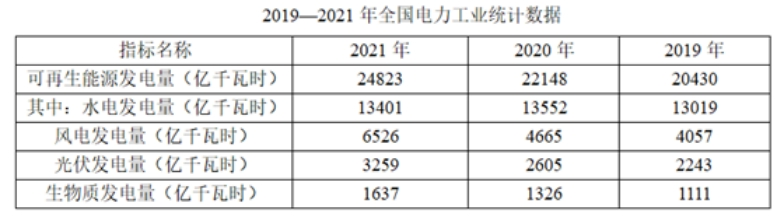 2019—2021 年全国电力工业统计数据
指标名称 2021 年 2020 年 2019 年
可再生能源发电量（亿千瓦时） 24823 22148 20430
其中：水电发电量（亿千瓦时） 13401 13552 13019
风电发电量（亿千瓦时） 6526 4665 4057
光伏发电量（亿千瓦时） 3259 2605 2243
生物质发电量（亿千瓦时） 1637 1326 1111